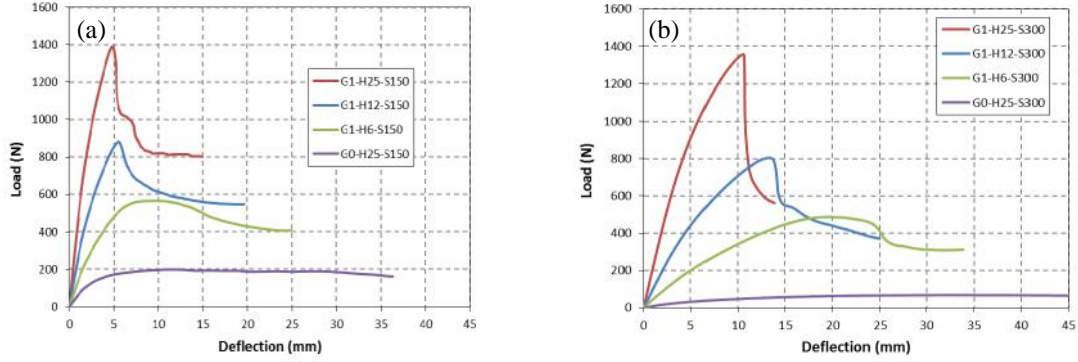 (a)
Load (N)
1600
1400
1200
1000
800
600
400
200
0
G1-H25-S150
G1-H12-S150
G1-H6-S150
G0-H25-S150
0 5 10 15 20 25 30 35 40 45
Deflection (mm)
(b)
Load (N)
1600
1400
1200
1000
800
600
400
200
0
G1-H25-S300
G1-H12-S300
G1-H6-S300
G0-H25-S300
0 5 10 15 20 25 30 35 40 45
Deflection (mm)